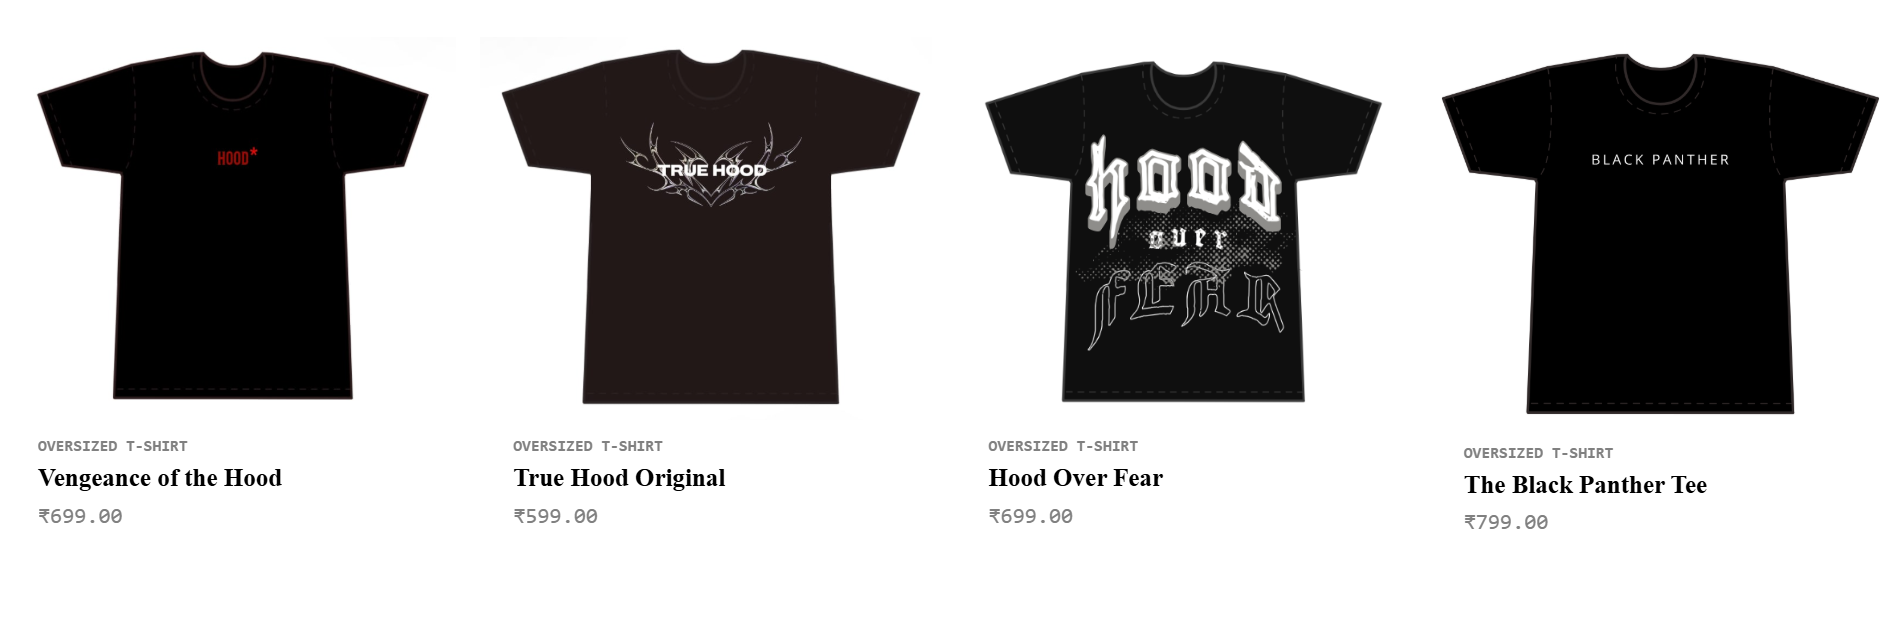 HOOD*
OVERSIZED T-SHIRT
Vengeance of the Hood
₹699.00
TRUE HOOD
OVERSIZED T-SHIRT
True Hood Original
₹599.00
hood
over
FEAR
OVERSIZED T-SHIRT
Hood Over Fear
₹699.00
BLACK PANTHER
OVERSIZED T-SHIRT
The Black Panther Tee
₹799.00